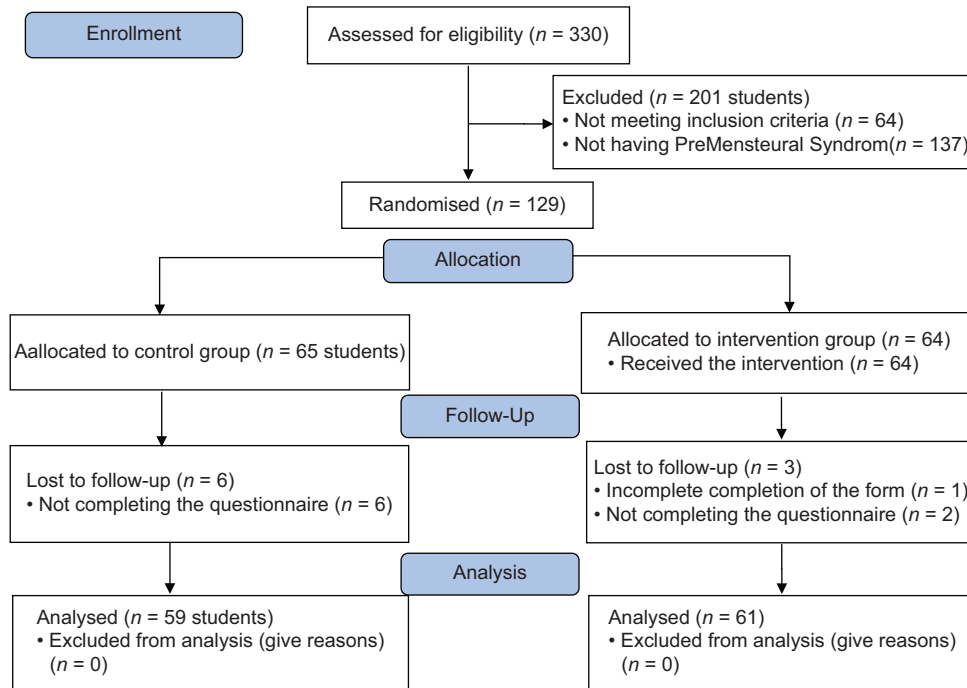 Enrollment
Assessed for eligibility (n = 330)
Excluded (n = 201 students)
• Not meeting inclusion criteria (n = 64)
• Not having PreMensteural Syndrom(n = 137)
Randomised (n = 129)
Allocation
Aallocated to control group (n = 65 students)
Allocated to intervention group (n = 64)
• Received the intervention (n = 64)
Follow-Up
Lost to follow-up (n = 6)
• Not completing the questionnaire (n = 6)
Lost to follow-up (n = 3)
• Incomplete completion of the form (n = 1)
• Not completing the questionnaire (n = 2)
Analysis
Analysed (n = 59 students)
• Excluded from analysis (give reasons)
(n = 0)
Analysed (n = 61)
• Excluded from analysis (give reasons)
(n = 0)